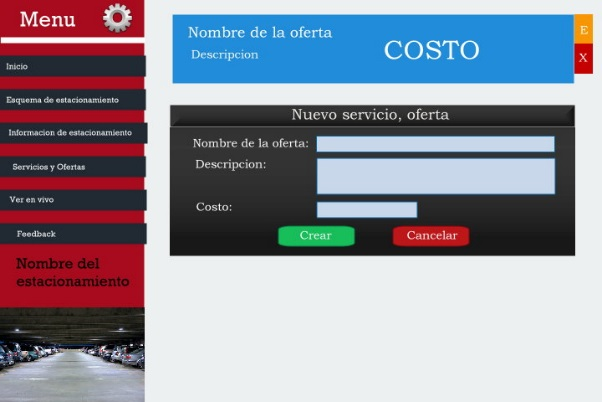 Menu
Inicio
Esquema de estacionamiento
Informacion de estacionamiento
Servicios y Ofertas
Ver en vivo
Feedback
Nombre del
estacionamiento
Nombre de la oferta
Descripcion
COSTO
E
X
Nuevo servicio, oferta
Nombre de la oferta:
Descripcion:
Costo:
Crear
Cancelar